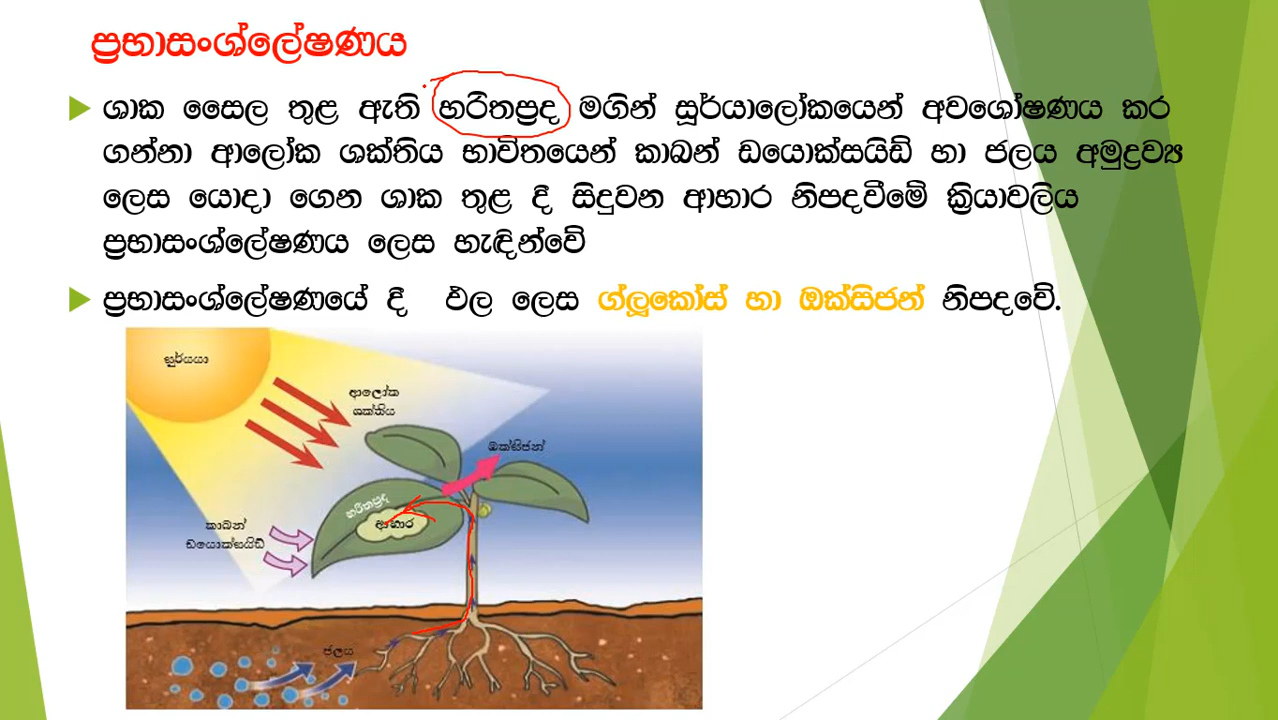 ප්‍රභාසංශ්ලේෂණය
ශාක සෛල තුළ ඇති හරිතප්‍රද මගින් සූර්යාලෝකයෙන් අවශෝෂණය කර
ගන්නා ආලෝක ශක්තිය භාවිතයෙන් කාබන් ඩයොක්සයිඩ් හා ජලය අමුද්‍රව්‍ය
ලෙස යොදා ගෙන ශාක තුළ දී සිදුවන ආහාර නිපදවීමේ ක්‍රියාවලිය
ප්‍රභාසංශ්ලේෂණය ලෙස හැඳින්වේ
ප්‍රභාසංශ්ලේෂණයේ දී ඵල ලෙස ග්ලූකෝස් හා ඔක්සිජන් නිපදවේ.
සූර්යයා
ආලෝක
ශක්තිය
ඔක්සිජන්
හරිතප්‍රද
ආහාර
කාබන්
ඩයොක්සයිඩ්
ජලය